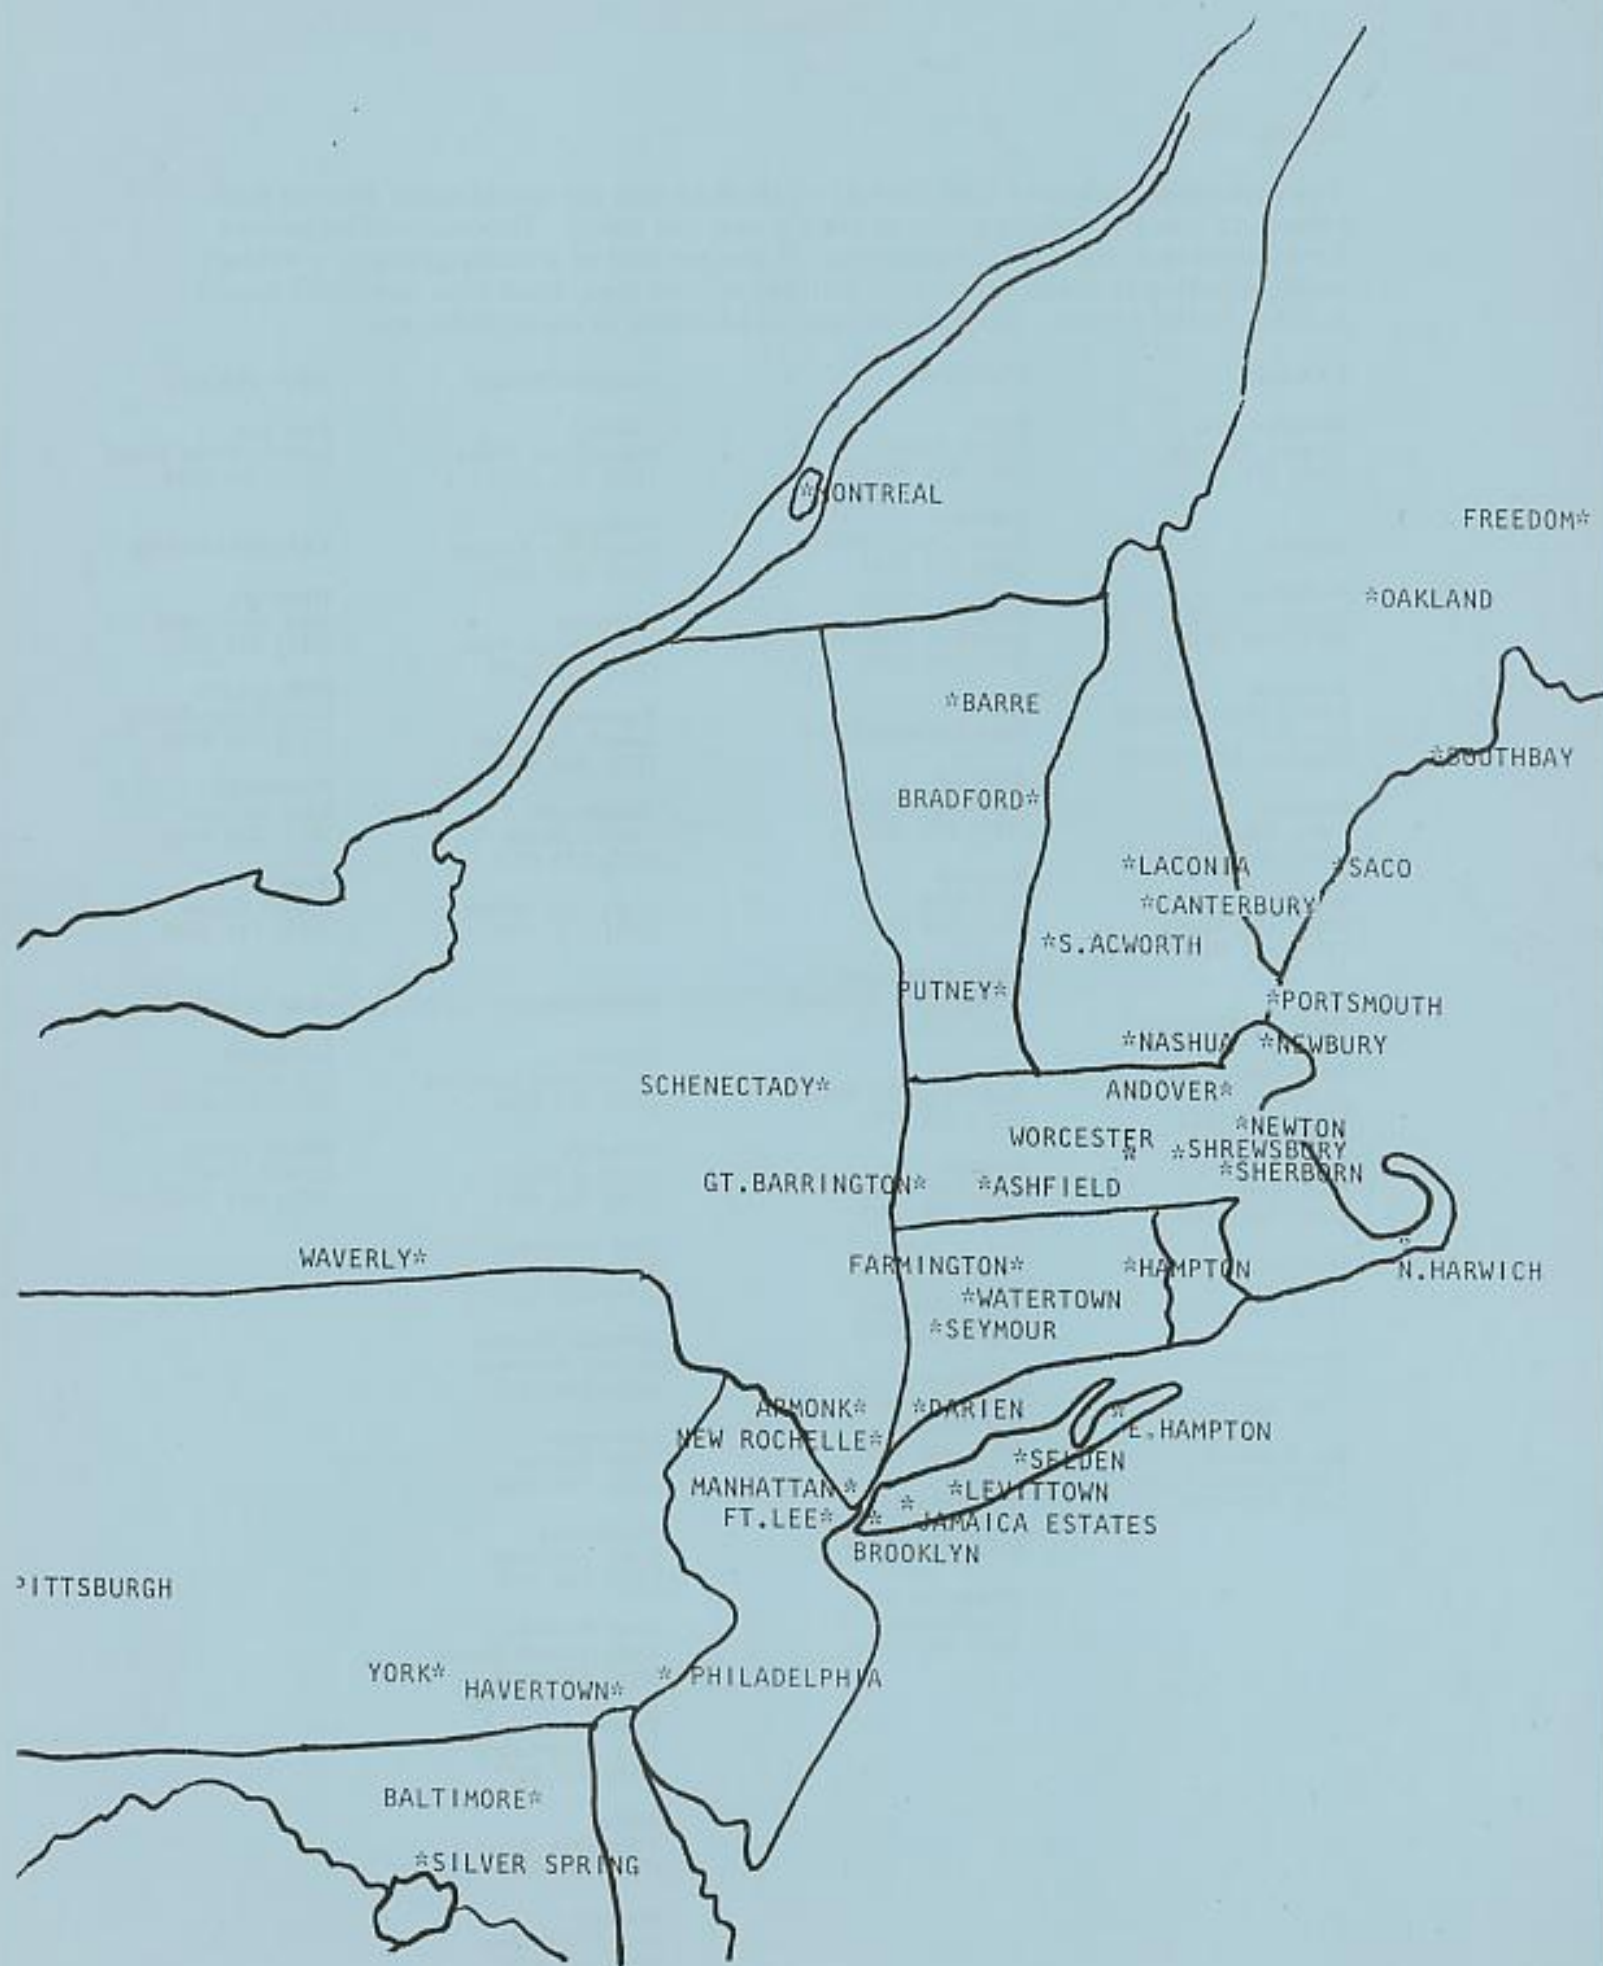 *MONTREAL
FREEDOM*
*OAKLAND
*BARRE
*BOOTHBAY
BRADFORD*
*LACONIA
*SACO
*CANTERBURY
*S.ACWORTH
PUTNEY*
*PORTSMOUTH
*NASHUA
*NEWBURY
SCHENECTADY*
ANDOVER*
*NEWTON
WORCESTER
*
*SHREWSBURY
*SHERBORN
GT.BARRINGTON*
*ASHFIELD
WAVERLY*
FARMINGTON*
*HAMPTON
*
N.HARWICH
*WATERTOWN
*SEYMOUR
ARMONK*
*DARIEN
*
E.HAMPTON
NEW ROCHELLE*
*SELDEN
MANHATTAN *
*LEVITTOWN
*
FT.LEE*
*
JAMAICA ESTATES
BROOKLYN
PITTSBURGH
YORK*
HAVERTOWN*
* PHILADELPHIA
BALTIMORE*
*SILVER SPRING